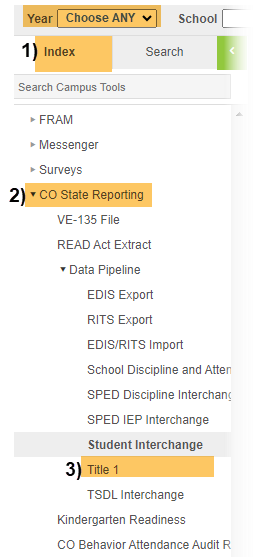 Year Choose ANY School
1) Index Search
Search Campus Tools
FRAM
Messenger
Surveys
2) CO State Reporting
VE-135 File
READ Act Extract
Data Pipeline
EDIS Export
RITS Export
EDIS/RITS Import
School Discipline and Atten
SPED Discipline Interchang
SPED IEP Interchange
Student Interchange
3) Title 1
TSDL Interchange
Kindergarten Readiness
CO Behavior Attendance Audit R